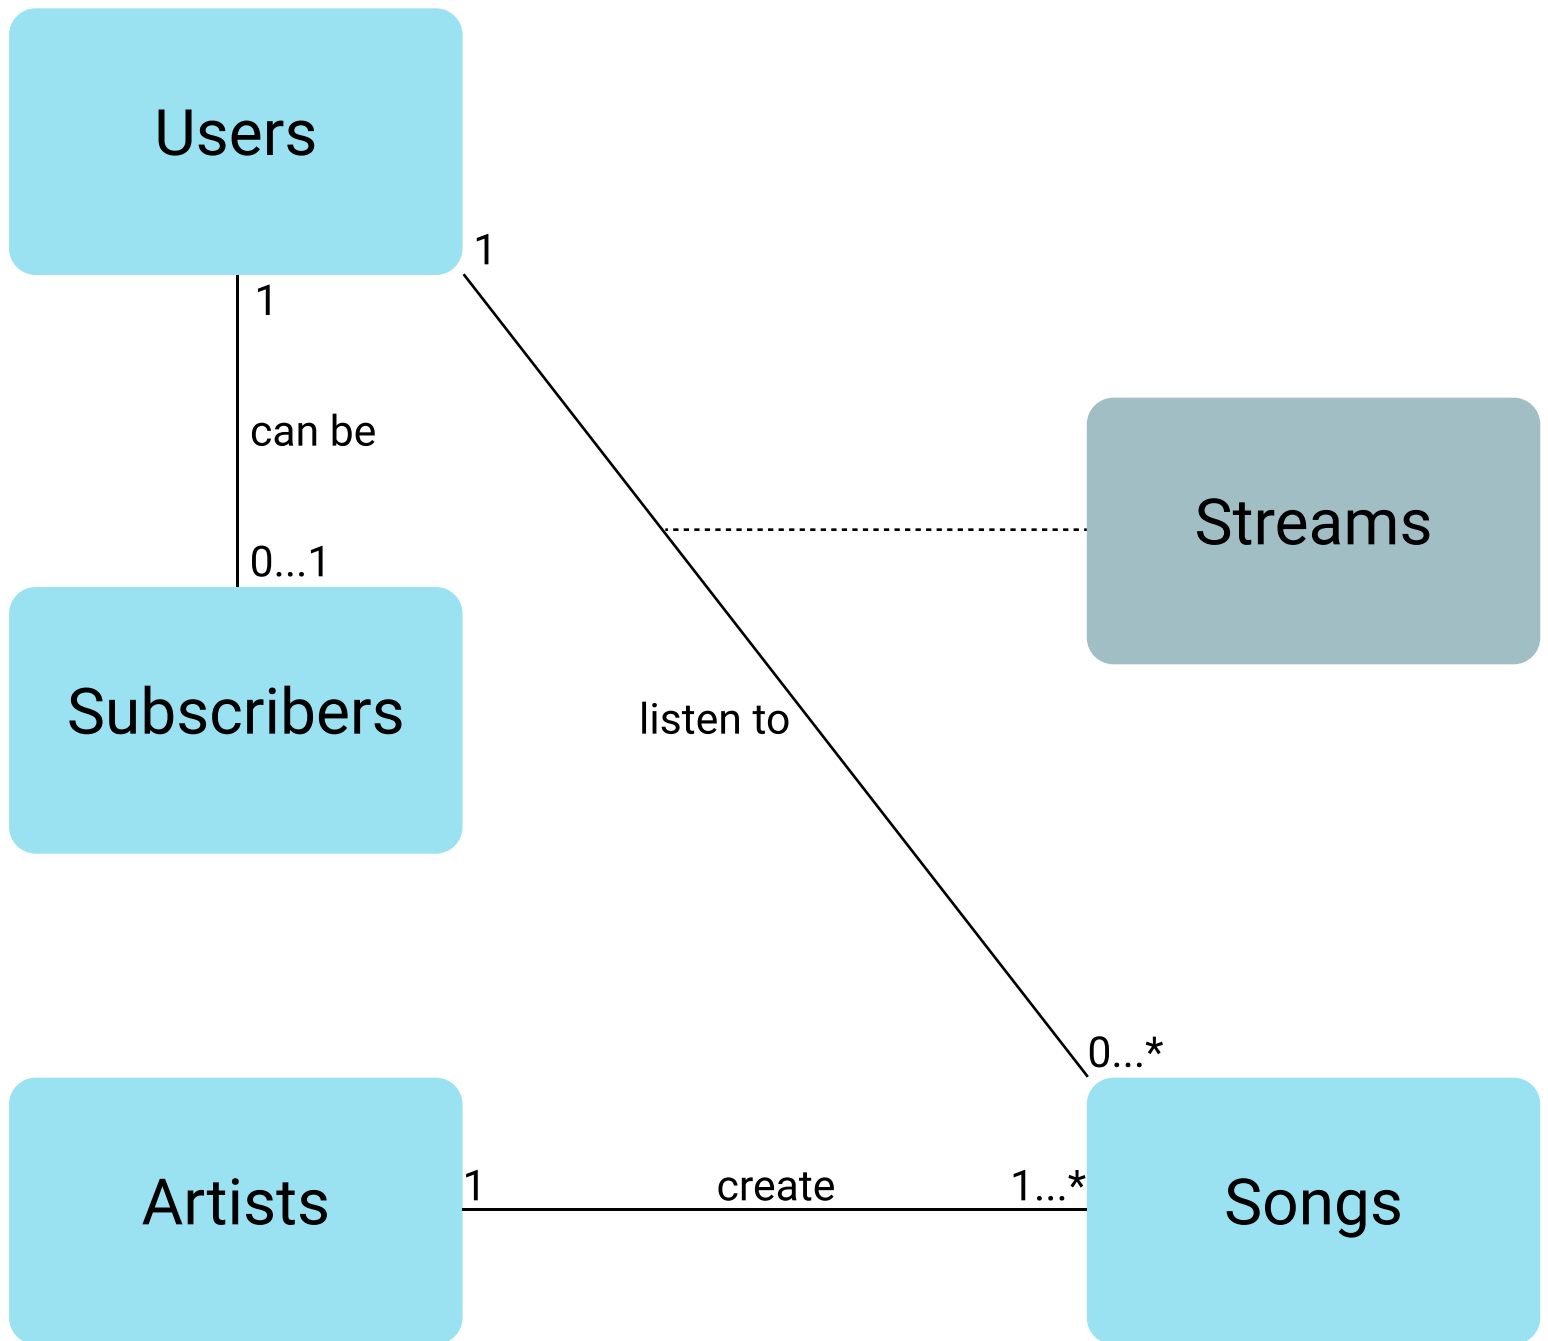 Users
1
1
can be
Streams
0...1
Subscribers
listen to
0...*
Artists
1
create
1...*
Songs